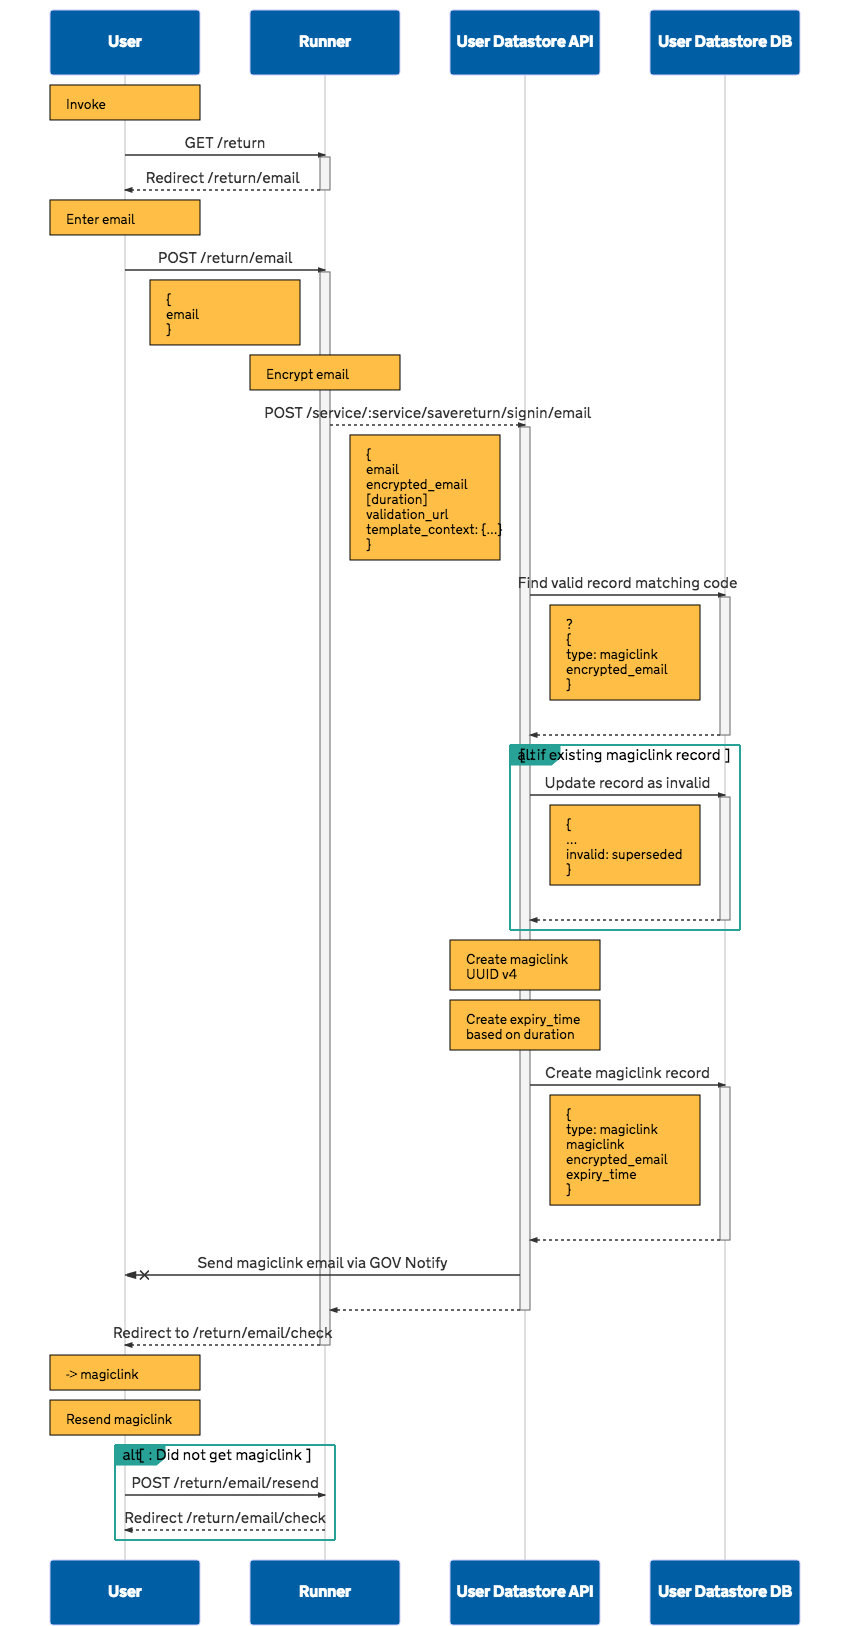 User
Runner
User Datastore API
User Datastore DB
Invoke
GET /return
Redirect /return/email
Enter email
POST /return/email
{
email
}
Encrypt email
POST /service/:service/savereturn/signin/email
{
email
encrypted_email
[duration]
validation_url
template_context: {...}
}
Find valid record matching code
?
{
type: magiclink
encrypted_email
}
alt
[ : if existing magiclink record ]
Update record as invalid
{
...
invalid: superseded
}
Create magiclink
UUID v4
Create expiry_time
based on duration
Create magiclink record
{
type: magiclink
magiclink
encrypted_email
expiry_time
}
Send magiclink email via GOV Notify
Redirect to /return/email/check
-> magiclink
Resend magiclink
alt
[ : Did not get magiclink ]
POST /return/email/resend
Redirect /return/email/check
User
Runner
User Datastore API
User Datastore DB